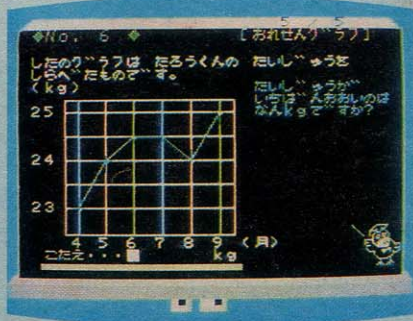 5 / 5
◆No. 6 ◆ [おれせんグラフ]
したのグラフは たろうくんの たいじゅうを
しらべたものです。
(kg)
たいじゅうが
いちばんおおいのは
なんkgですか?
25
24
23
4 5 6 7 8 9 (月)
こたえ・・・ kg